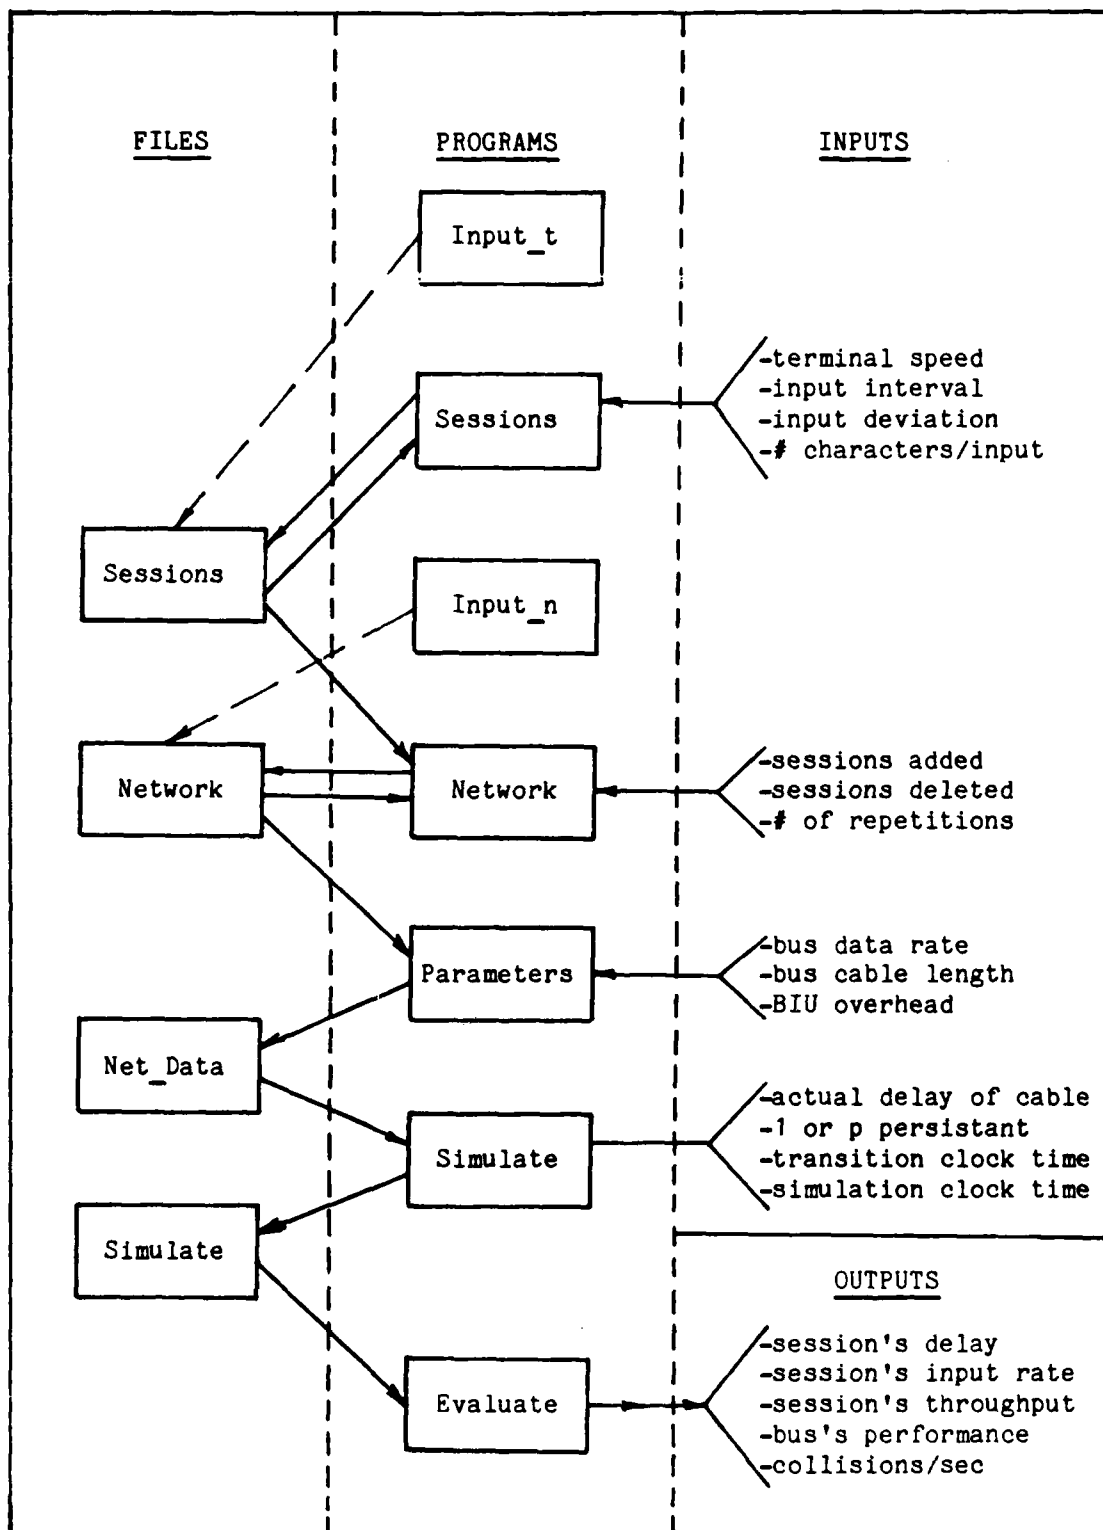 FILES
PROGRAMS
INPUTS
Input_t
-terminal speed
-input interval
-input deviation
-# characters/input
Sessions
Sessions
Input_n
Network
Network
-sessions added
-sessions deleted
-# of repetitions
Parameters
-bus data rate
-bus cable length
-BIU overhead
Net_Data
Simulate
-actual delay of cable
-1 or p persistant
-transition clock time
-simulation clock time
Simulate
OUTPUTS
Evaluate
-session's delay
-session's input rate
-session's throughput
-bus's performance
-collisions/sec